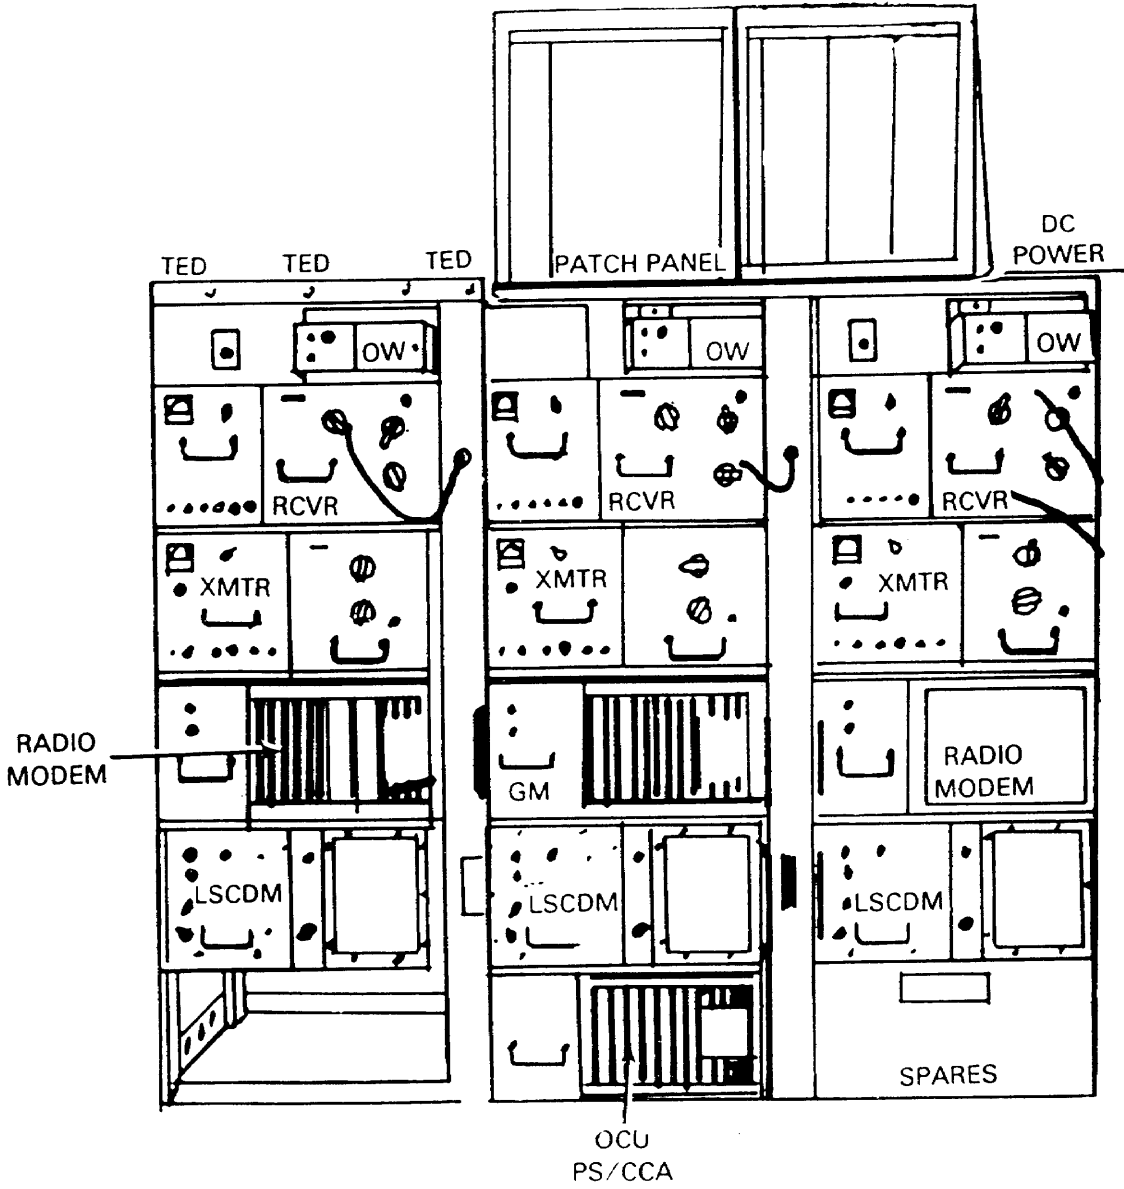 DC
POWER
TED
TED
TED
PATCH PANEL
OW
OW
OW
RCVR
RCVR
RCVR
XMTR
XMTR
XMTR
RADIO
MODEM
GM
RADIO
MODEM
LSCDM
LSCDM
LSCDM
SPARES
OCU
PS/CCA